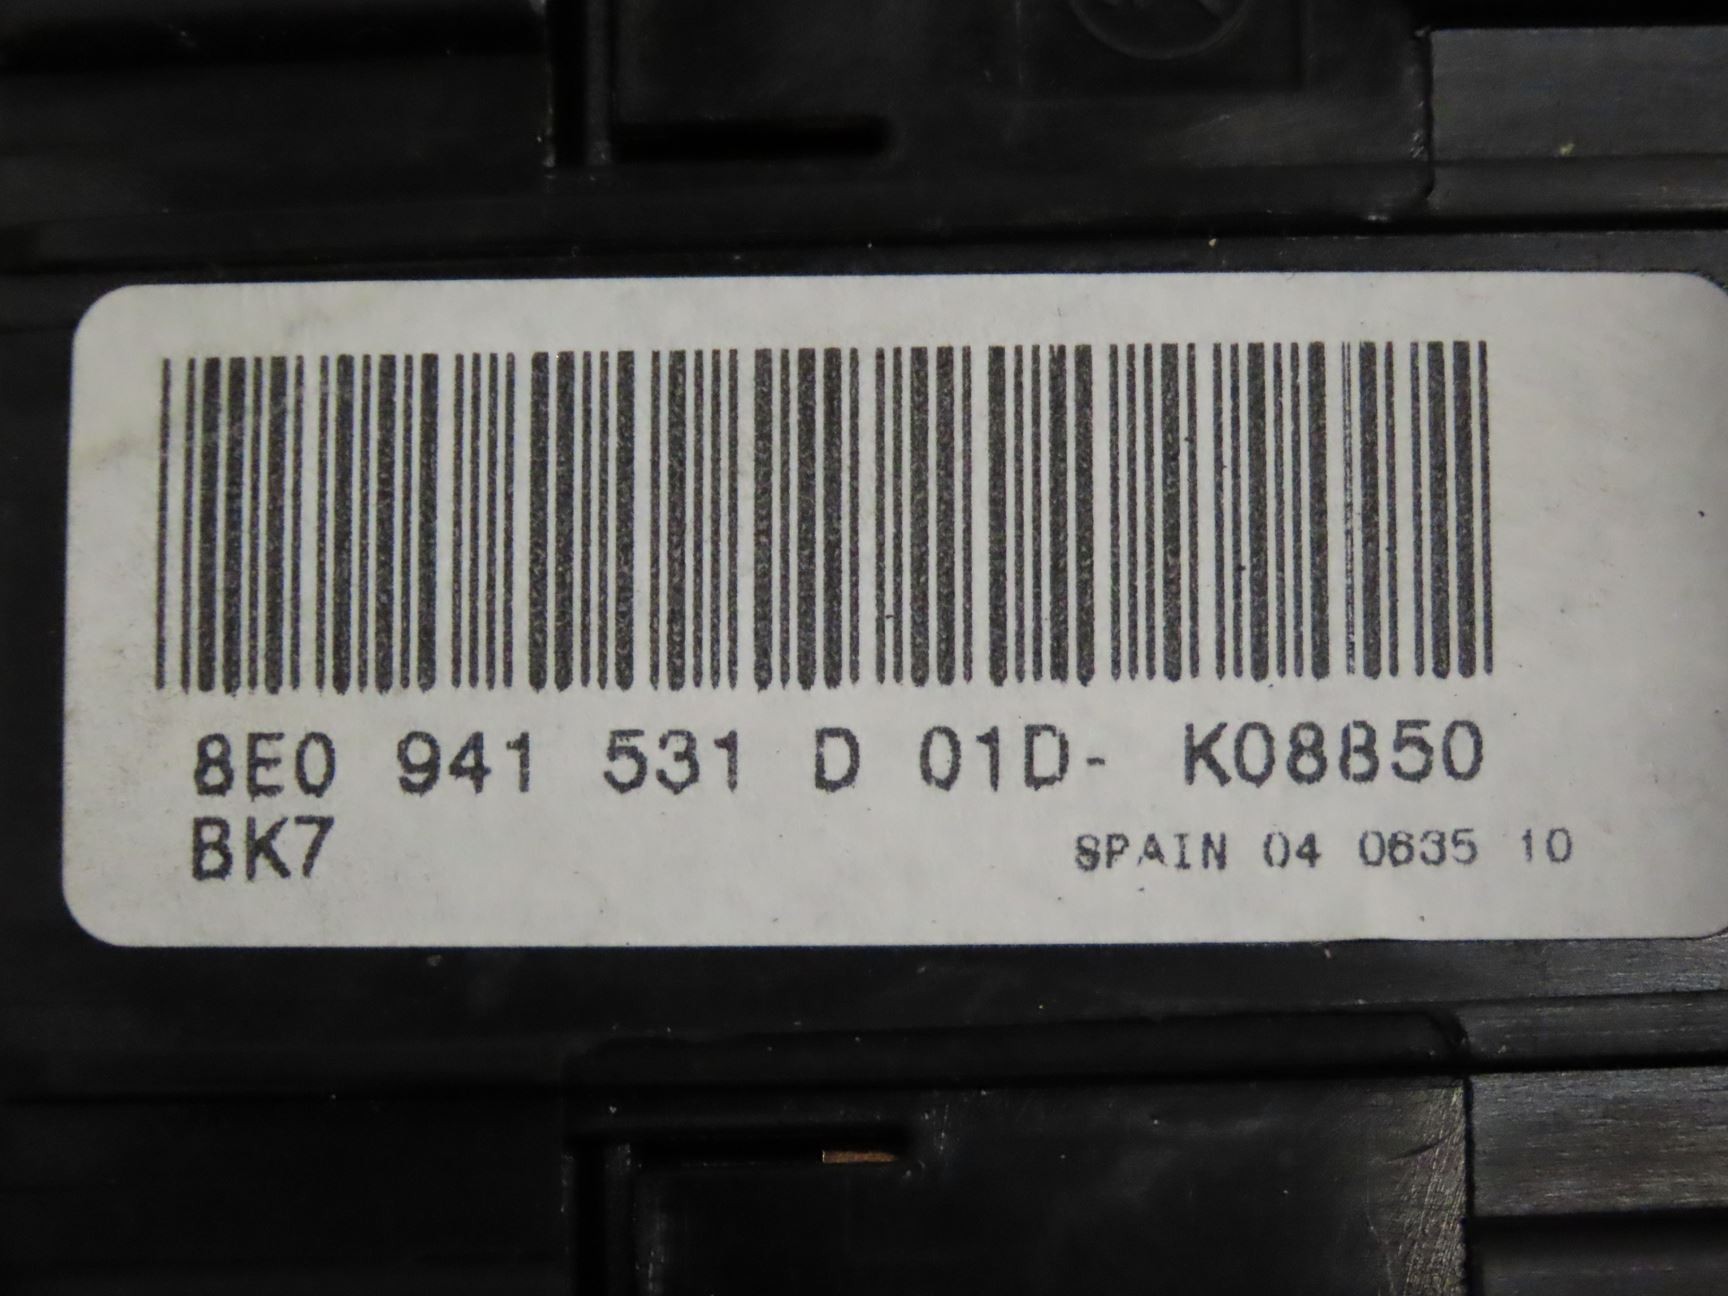 8E0 941 531 D 01D- K08850
BK7
SPAIN 04 0635 10